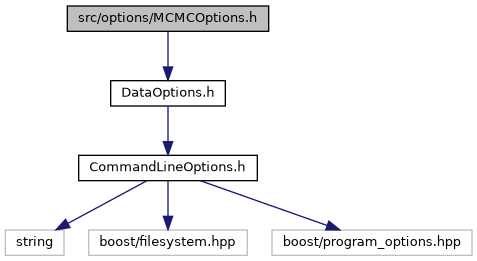 src/options/MCMCOptions.h
DataOptions.h
CommandLineOptions.h
string
boost/filesystem.hpp
boost/program_options.hpp